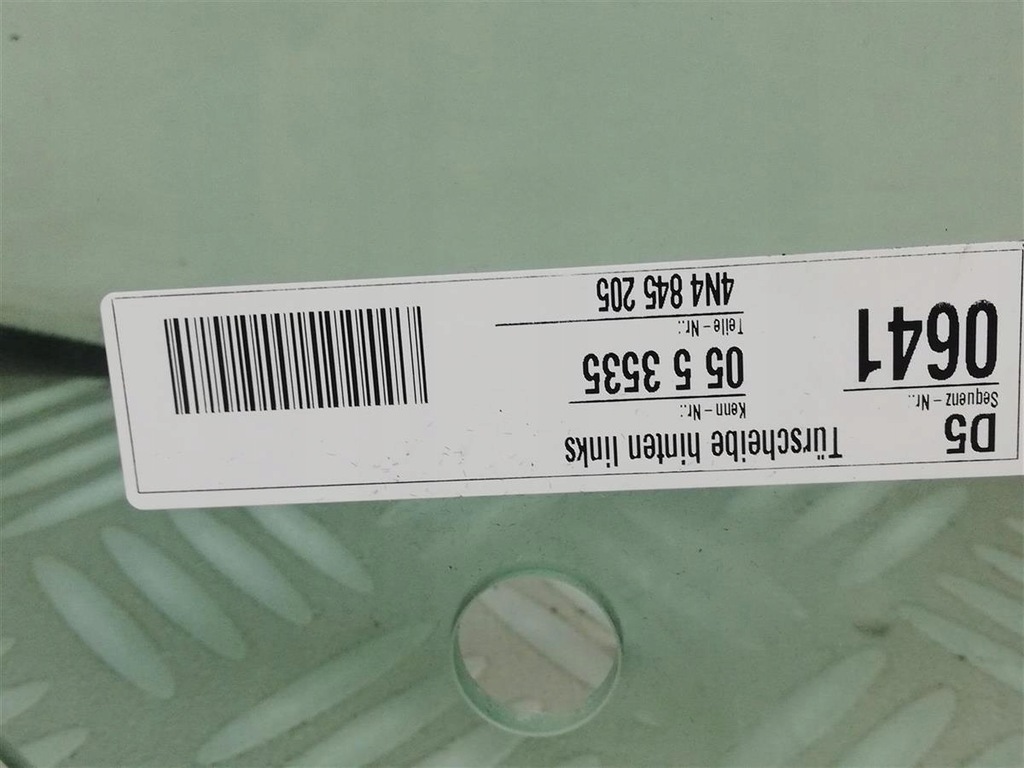 D5
Türscheibe hinten links
Sequenz-Nr.:
0641
Kenn-Nr.:
05 5 3535
Teile-Nr.:
4N4 845 205